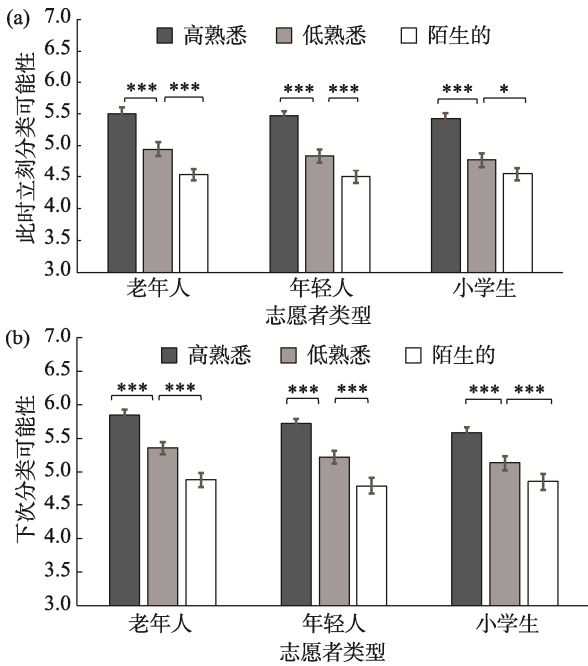 (a)
高熟悉 低熟悉 陌生的
7.0
6.5
6.0
5.5
5.0
4.5
4.0
3.5
3.0
此时立刻分类可能性
*** *** *** *** *** *
老年人 年轻人 小学生
志愿者类型
(b)
高熟悉 低熟悉 陌生的
7.0
6.5
6.0
5.5
5.0
4.5
4.0
3.5
3.0
下次分类可能性
*** *** *** *** *** ***
老年人 年轻人 小学生
志愿者类型